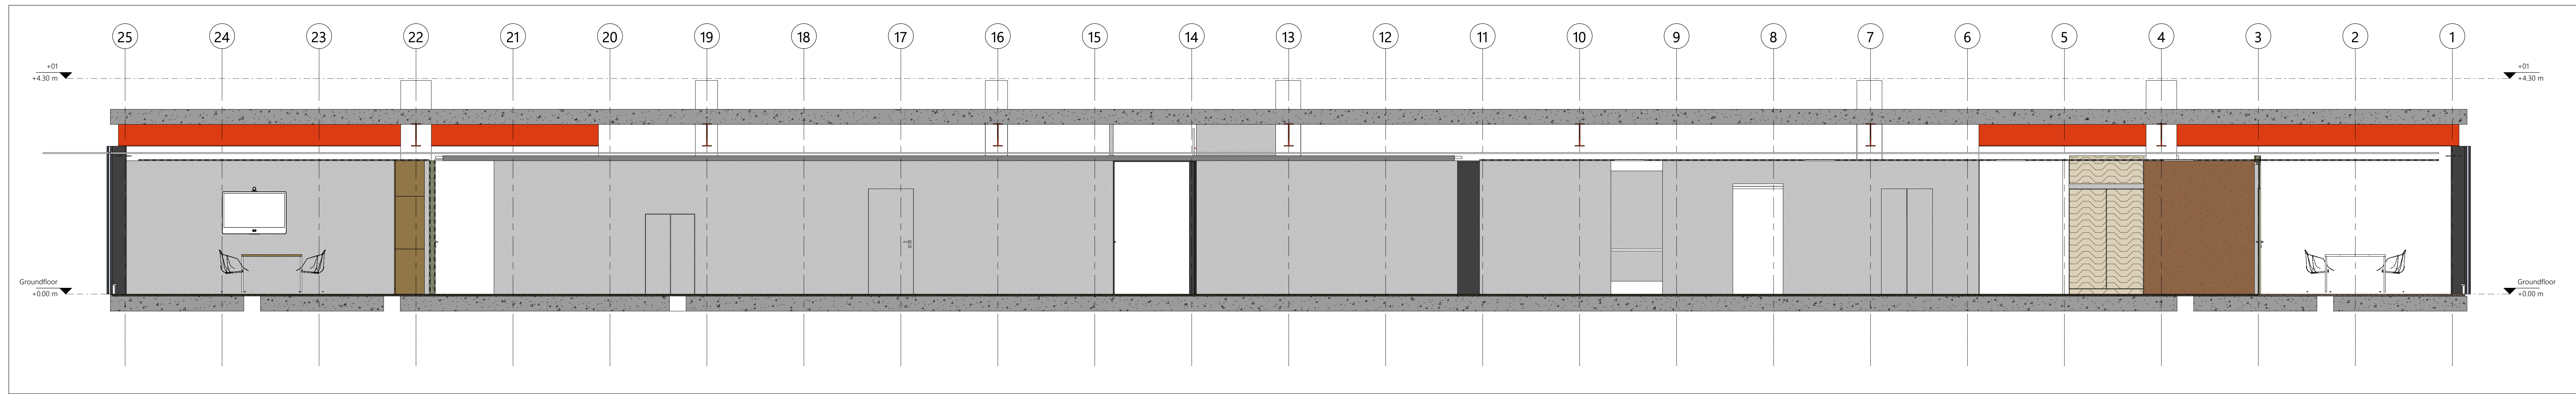 25 24 23 22 21 20 19 18 17 16 15 14 13 12 11 10 9 8 7 6 5 4 3 2 1
+01 +01
+4.30 m +4.30 m
Groundfloor Groundfloor
+0.00 m +0.00 m